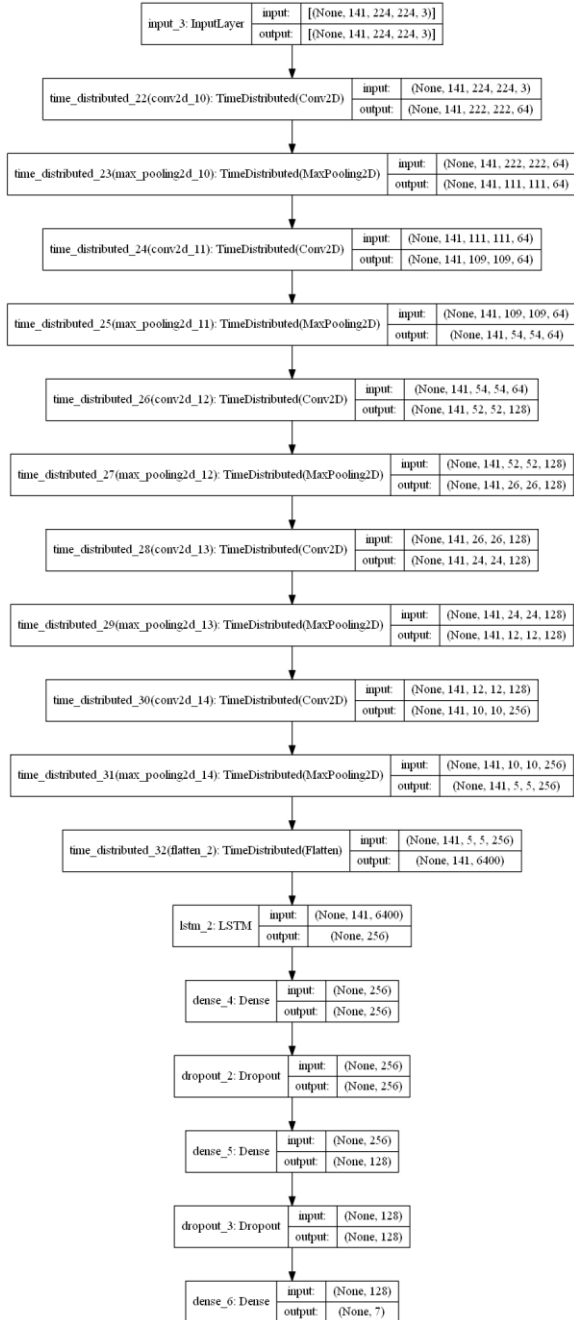 input_3: InputLayer input: [(None, 141, 224, 224, 3)]
output: [(None, 141, 224, 224, 3)]
time_distributed_22(conv2d_10): TimeDistributed(Conv2D) input: (None, 141, 224, 224, 3)
output: (None, 141, 222, 222, 64)
time_distributed_23(max_pooling2d_10): TimeDistributed(MaxPooling2D) input: (None, 141, 222, 222, 64)
output: (None, 141, 111, 111, 64)
time_distributed_24(conv2d_11): TimeDistributed(Conv2D) input: (None, 141, 111, 111, 64)
output: (None, 141, 109, 109, 64)
time_distributed_25(max_pooling2d_11): TimeDistributed(MaxPooling2D) input: (None, 141, 109, 109, 64)
output: (None, 141, 54, 54, 64)
time_distributed_26(conv2d_12): TimeDistributed(Conv2D) input: (None, 141, 54, 54, 64)
output: (None, 141, 52, 52, 128)
time_distributed_27(max_pooling2d_12): TimeDistributed(MaxPooling2D) input: (None, 141, 52, 52, 128)
output: (None, 141, 26, 26, 128)
time_distributed_28(conv2d_13): TimeDistributed(Conv2D) input: (None, 141, 26, 26, 128)
output: (None, 141, 24, 24, 128)
time_distributed_29(max_pooling2d_13): TimeDistributed(MaxPooling2D) input: (None, 141, 24, 24, 128)
output: (None, 141, 12, 12, 128)
time_distributed_30(conv2d_14): TimeDistributed(Conv2D) input: (None, 141, 12, 12, 128)
output: (None, 141, 10, 10, 256)
time_distributed_31(max_pooling2d_14): TimeDistributed(MaxPooling2D) input: (None, 141, 10, 10, 256)
output: (None, 141, 5, 5, 256)
time_distributed_32(flatten_2): TimeDistributed(Flatten) input: (None, 141, 5, 5, 256)
output: (None, 141, 6400)
lstm_2: LSTM input: (None, 141, 6400)
output: (None, 256)
dense_4: Dense input: (None, 256)
output: (None, 256)
dropout_2: Dropout input: (None, 256)
output: (None, 256)
dense_5: Dense input: (None, 256)
output: (None, 128)
dropout_3: Dropout input: (None, 128)
output: (None, 128)
dense_6: Dense input: (None, 128)
output: (None, 7)